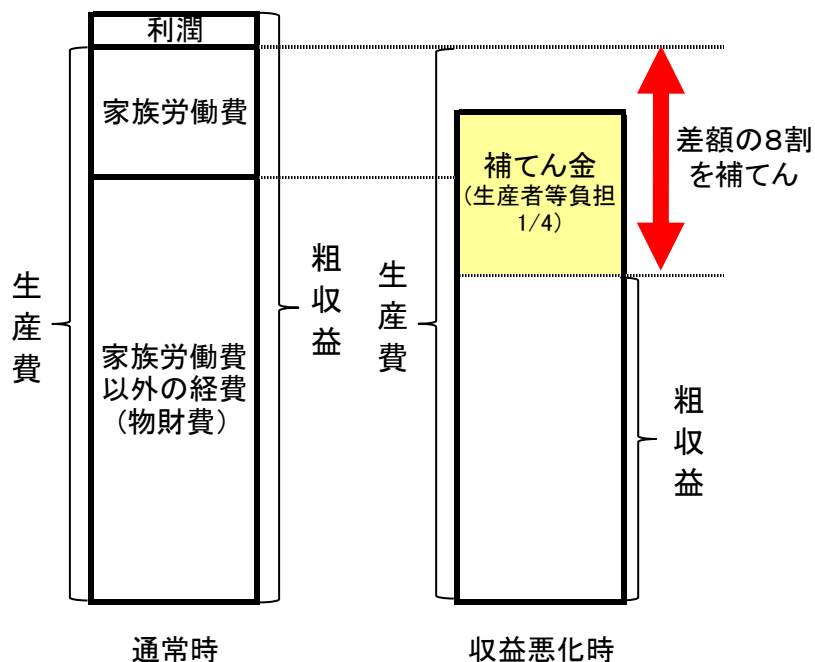 利潤
家族労働費
生産費
粗収益
家族労働費
以外の経費
(物財費)
通常時
補てん金
(生産者等負担
1/4)
差額の8割
を補てん
生産費
粗収益
収益悪化時